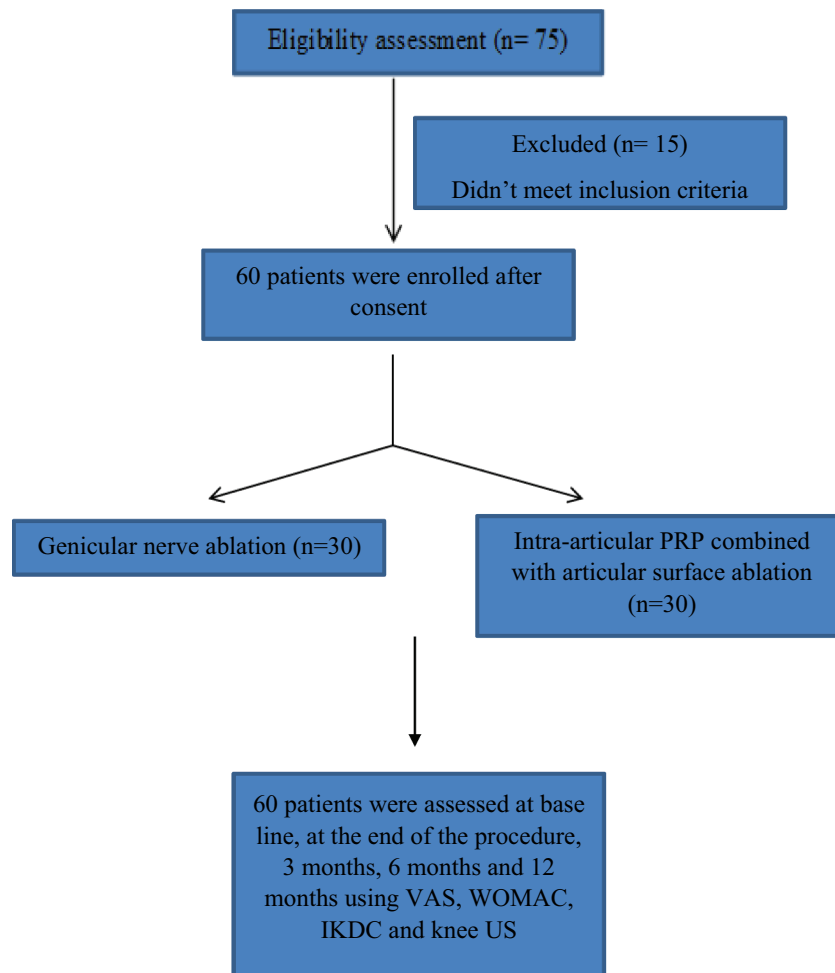 Eligibility assessment (n= 75)
Excluded (n= 15)
Didn’t meet inclusion criteria
60 patients were enrolled after
consent
Genicular nerve ablation (n=30)
Intra-articular PRP combined
with articular surface ablation
(n=30)
60 patients were assessed at base
line, at the end of the procedure,
3 months, 6 months and 12
months using VAS, WOMAC,
IKDC and knee US